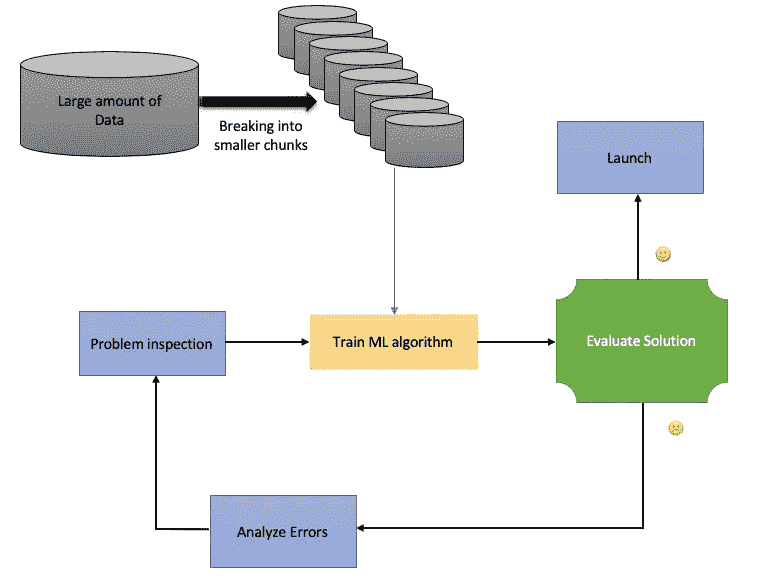 Large amount of
Data
Breaking into
smaller chunks
Launch
Problem inspection
Train ML algorithm
Evaluate Solution
Analyze Errors